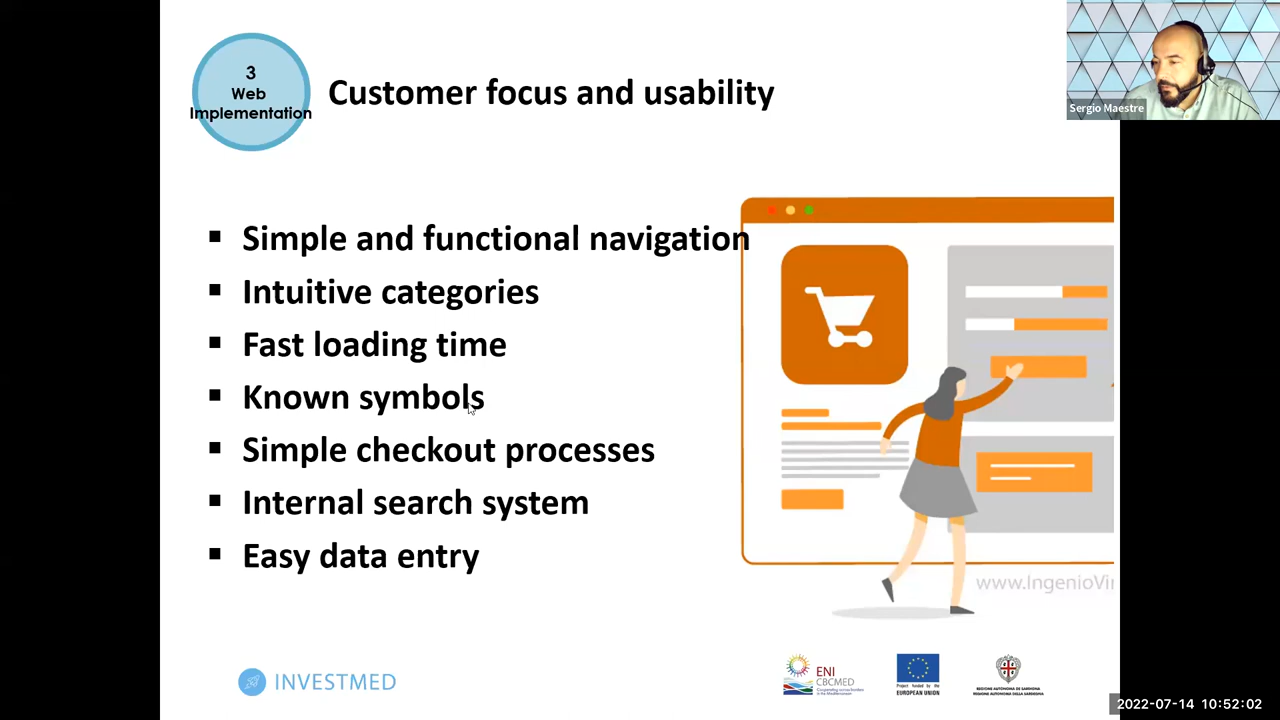 3
Web
Implementation
Customer focus and usability
Sergio Maestre
▪ Simple and functional navigation
▪ Intuitive categories
▪ Fast loading time
▪ Known symbols
▪ Simple checkout processes
▪ Internal search system
▪ Easy data entry
www.IngenioVir
INVESTMED
ENI
CBCMED
Cooperating across borders
in the Mediterranean
Project funded by the
EUROPEAN UNION
REGIONE AUTÒNOMA DE SARDIGNA
REGIONE AUTONOMA DELLA SARDEGNA
2022-07-14 10:52:02